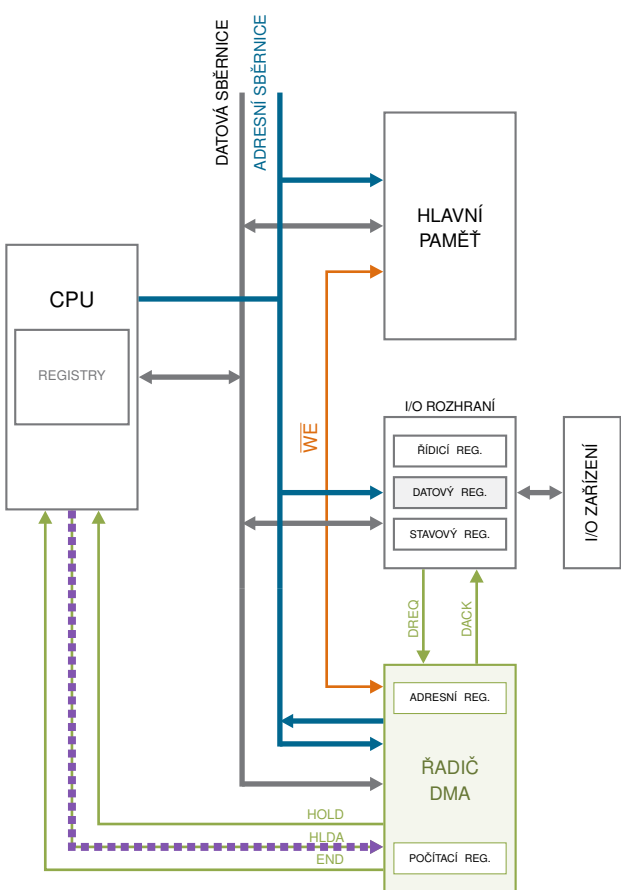 DATOVÁ SBĚRNICE
ADRESNÍ SBĚRNICE
HLAVNÍ
PAMĚŤ
CPU
REGISTRY
WE
I/O ROZHRANÍ
ŘÍDICÍ REG.
DATOVÝ REG.
STAVOVÝ REG.
I/O ZAŘÍZENÍ
DREQ
DACK
ADRESNÍ REG.
ŘADIČ
DMA
HOLD
HLDA
END
POČÍTACÍ REG.